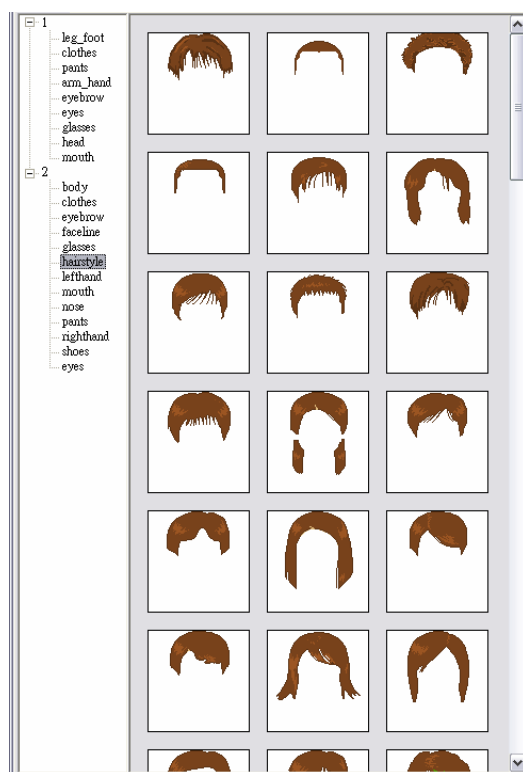 1
leg_foot
clothes
pants
arm_hand
eyebrow
eyes
glasses
head
mouth
2
body
clothes
eyebrow
faceline
glasses
hairstyle
lefthand
mouth
nose
pants
righthand
shoes
eyes